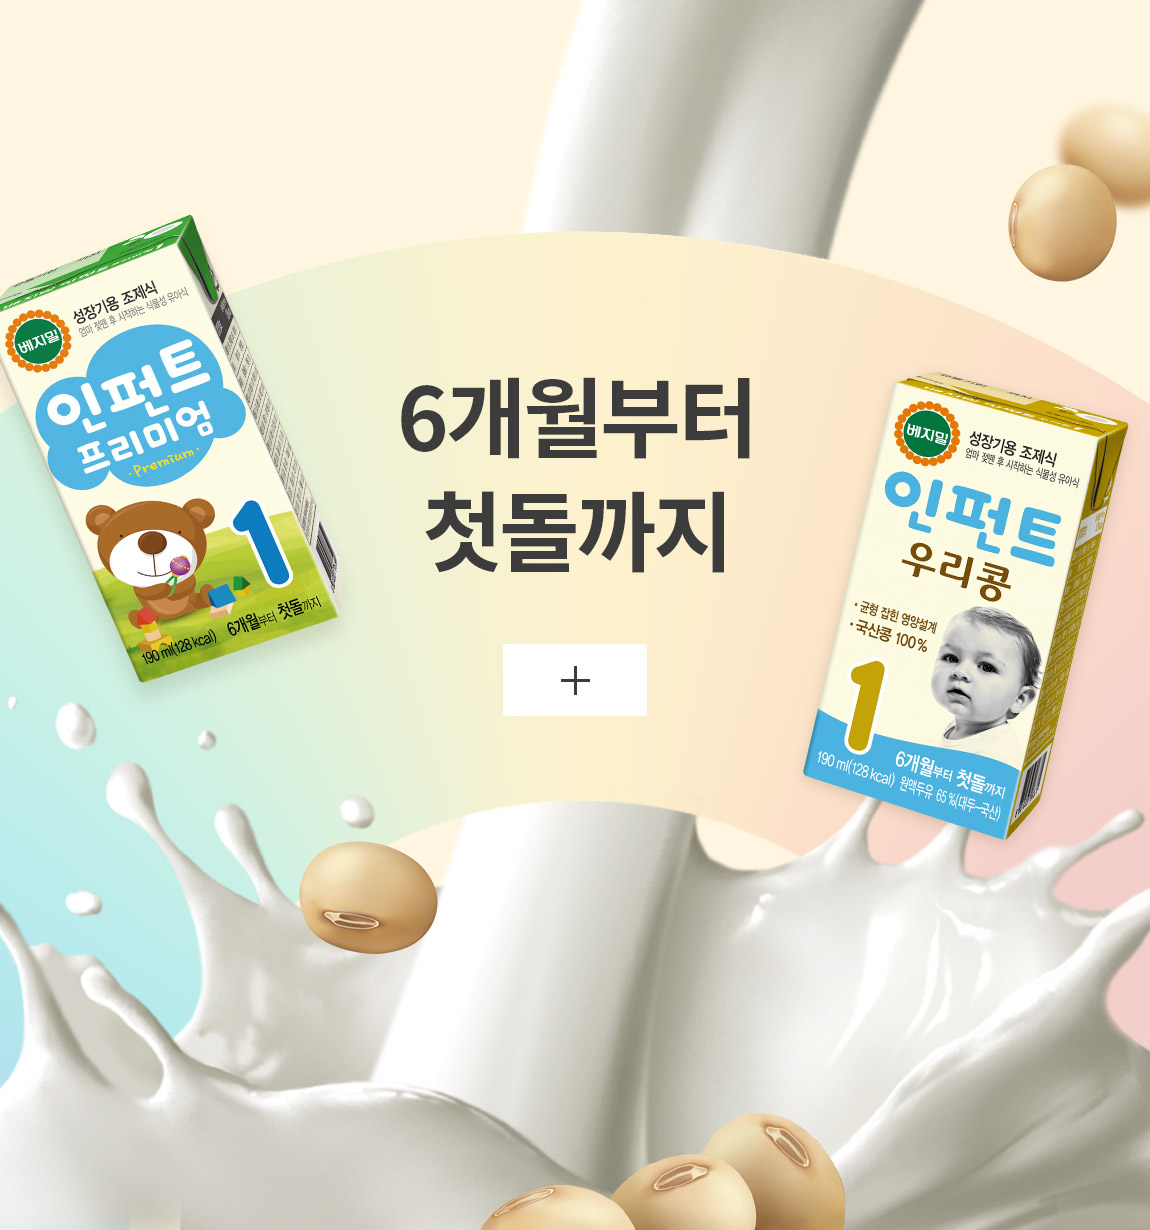 6개월부터
첫돌까지
+
베지밀
성장기용 조제식
엄마 젖뗀 후 시작하는 식물성 유아식
인펀트
프리미엄
·Premium·
1
190 ml(128 kcal)
6개월부터 첫돌까지
베지밀
성장기용 조제식
엄마 젖뗀 후 시작하는 식물성 유아식
인펀트
우리콩
· 균형 잡힌 영양설계
· 국산콩 100%
1
190 ml(128 kcal)
6개월부터 첫돌까지
원액두유 65 %(대두-국산)